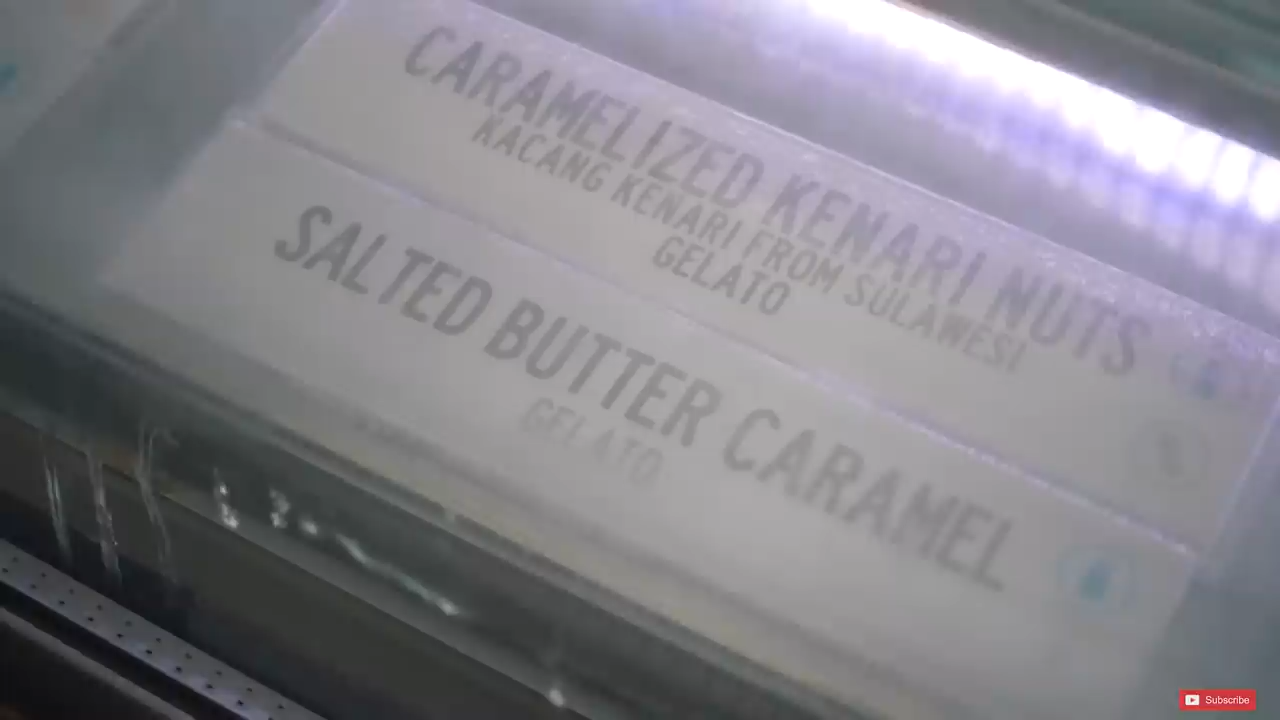 CARAMELIZED KENARI NUTS
KACANG KENARI FROM SULAWESI
GELATO
SALTED BUTTER CARAMEL
GELATO
Subscribe